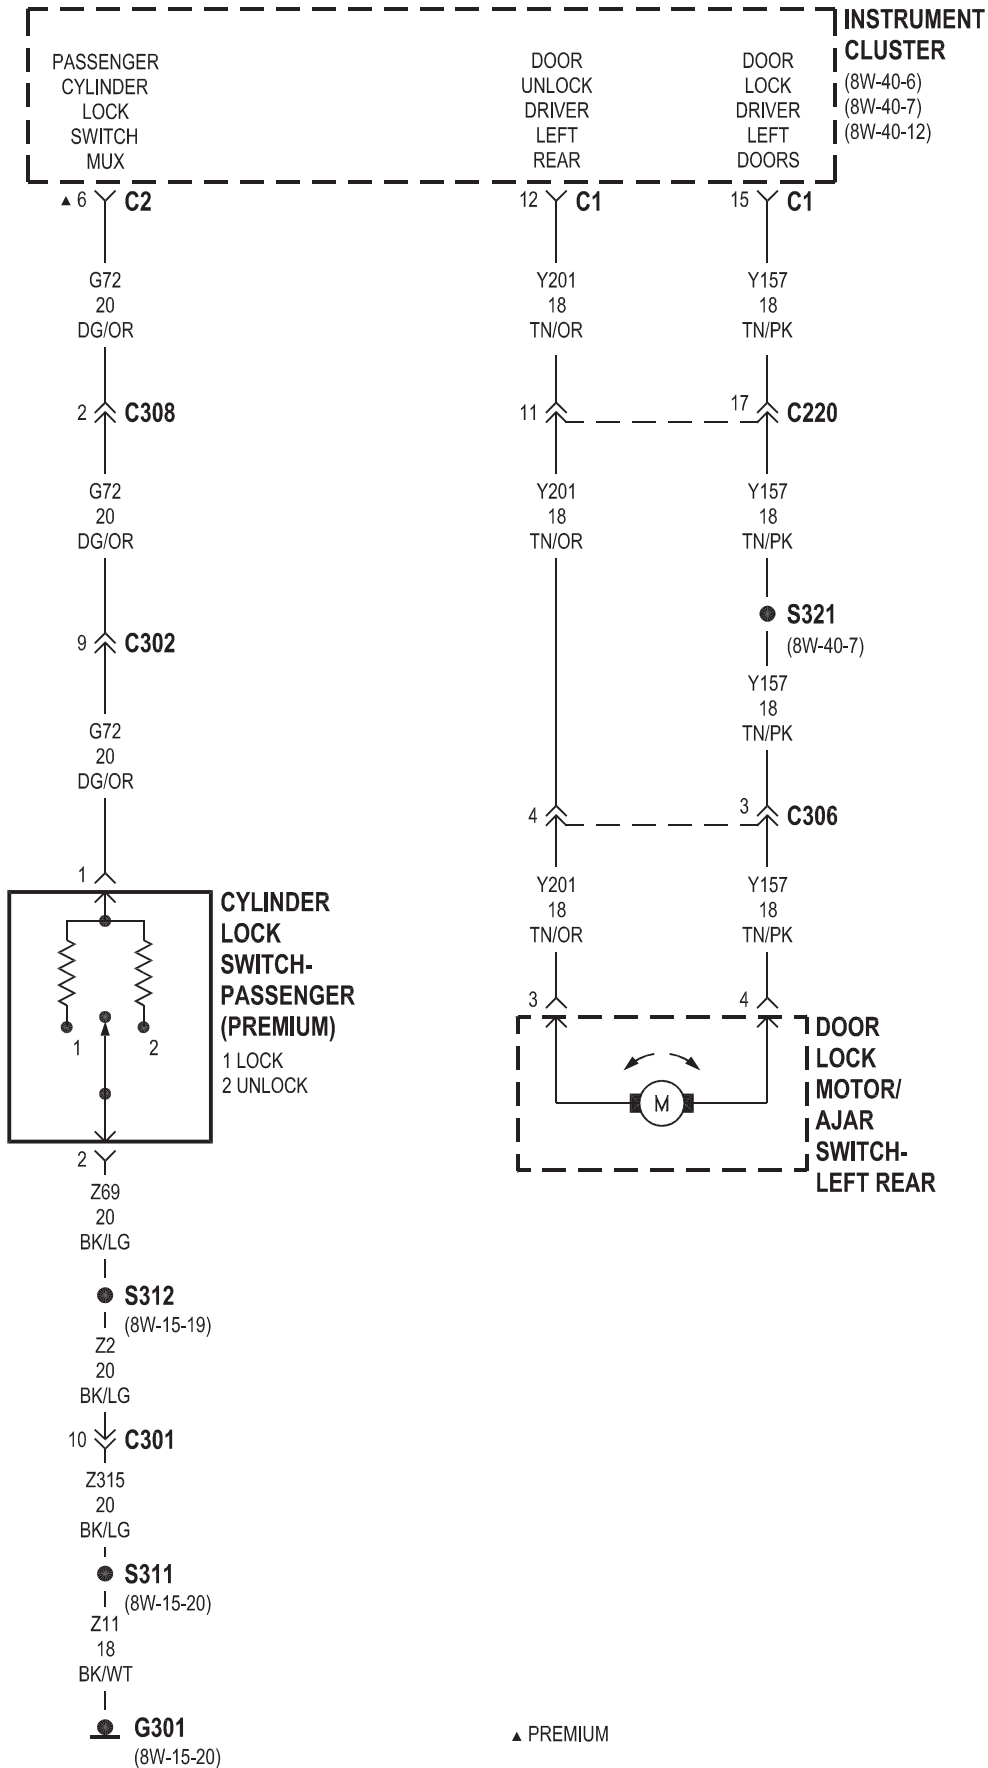 INSTRUMENT
CLUSTER
(8W-40-6)
(8W-40-7)
(8W-40-12)
PASSENGER
CYLINDER
LOCK
SWITCH
MUX
DOOR
UNLOCK
DRIVER
LEFT
REAR
DOOR
LOCK
DRIVER
LEFT
DOORS
▲ 6 C2
12 C1
15 C1
G72
20
DG/OR
Y201
18
TN/OR
Y157
18
TN/PK
2 C308
11
17 C220
G72
20
DG/OR
Y201
18
TN/OR
Y157
18
TN/PK
S321
(8W-40-7)
9 C302
Y157
18
TN/PK
G72
20
DG/OR
4
3 C306
1
Y201
18
TN/OR
Y157
18
TN/PK
CYLINDER
LOCK
SWITCH-
PASSENGER
(PREMIUM)
1 LOCK
2 UNLOCK
1 2
3
4
DOOR
LOCK
MOTOR/
AJAR
SWITCH-
LEFT REAR
M
2
Z69
20
BK/LG
S312
(8W-15-19)
Z2
20
BK/LG
10 C301
Z315
20
BK/LG
S311
(8W-15-20)
Z11
18
BK/WT
G301
(8W-15-20)
▲ PREMIUM